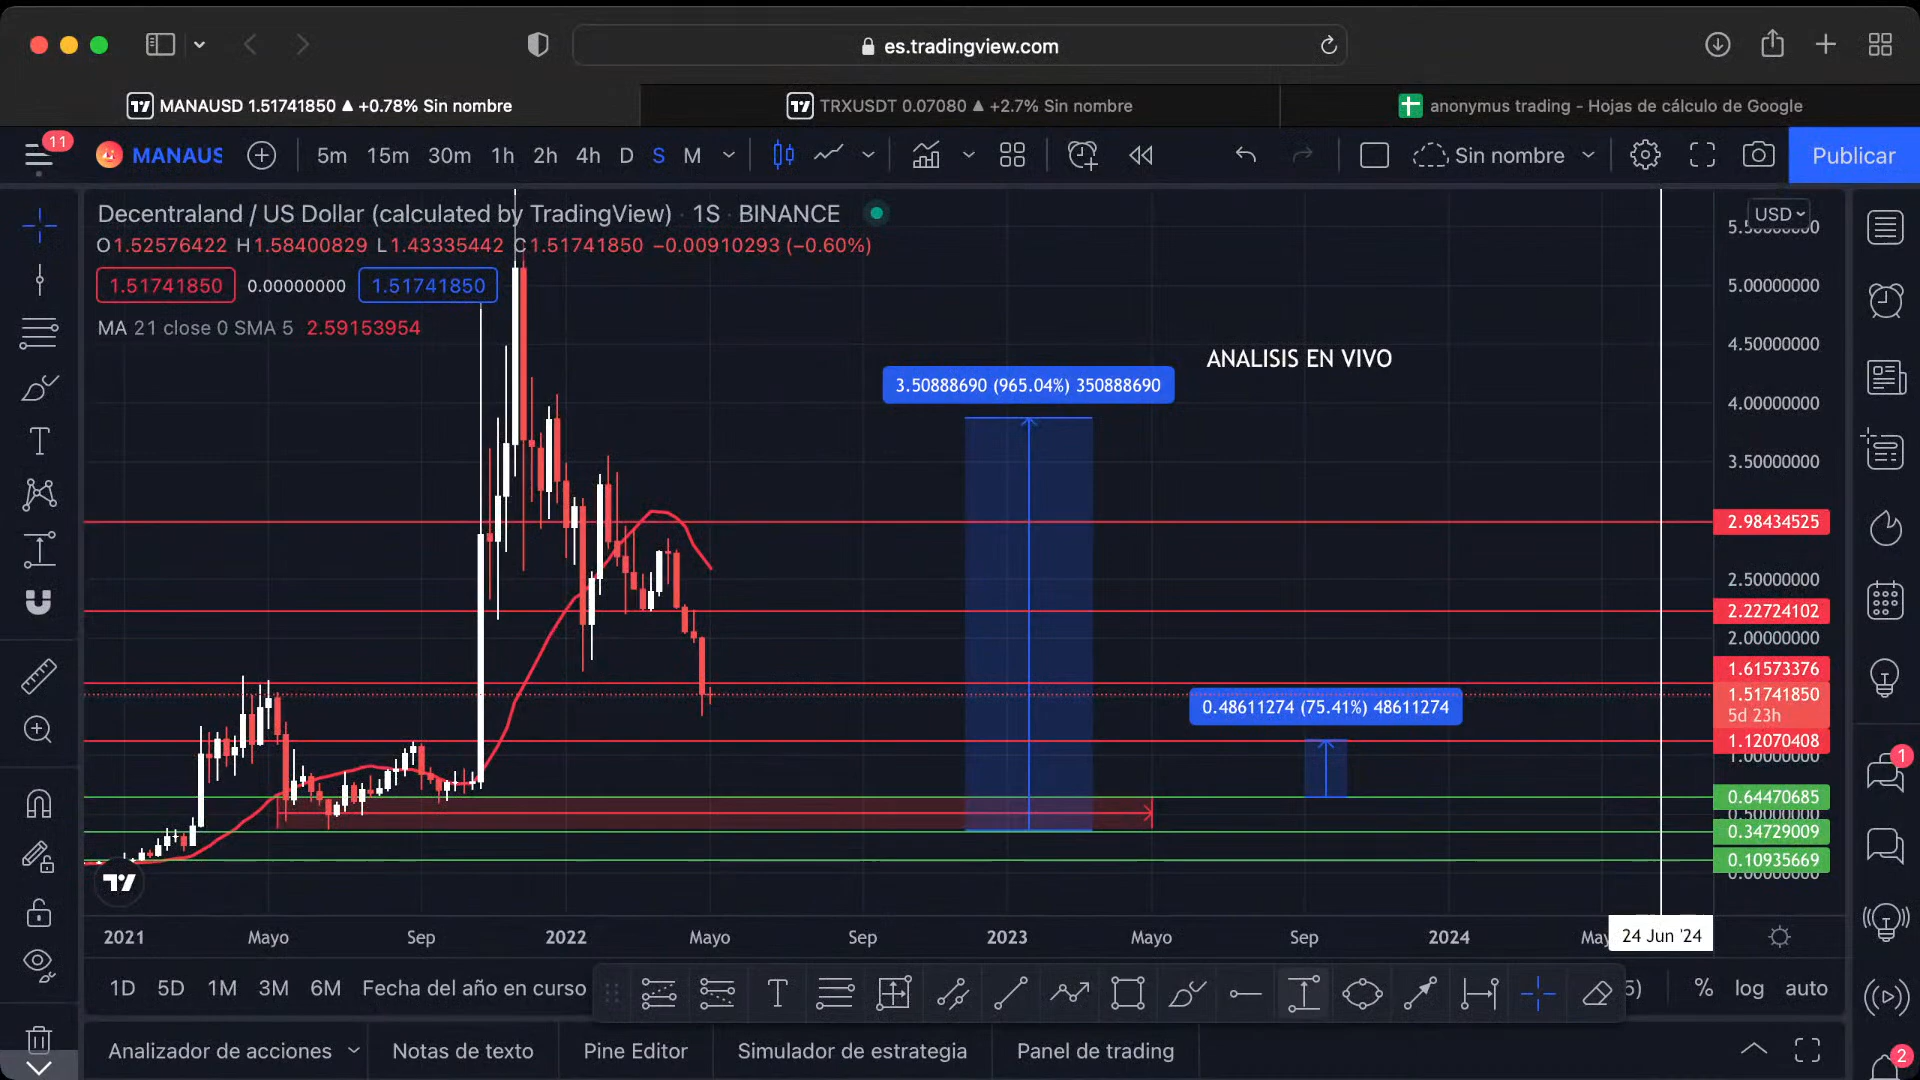 es.tradingview.com
MANAUSD 1.51741850 ▲ +0.78% Sin nombre
TRXUSDT 0.07080 ▲ +2.7% Sin nombre
anonymus trading - Hojas de cálculo de Google
11
MANAUS
5m 15m 30m 1h 2h 4h D S M
Sin nombre
Publicar
Decentraland / US Dollar (calculated by TradingView) · 1S · BINANCE
O1.52576422 H1.58400829 L1.43335442 C1.51741850 −0.00910293 (−0.60%)
1.51741850 0.00000000 1.51741850
MA 21 close 0 SMA 5 2.59153954
USD
5.00000000
4.50000000
ANALISIS EN VIVO
3.50888690 (965.04%) 350888690
4.00000000
3.50000000
2.98434525
2.50000000
2.22724102
2.00000000
1.61573376
1.51741850
5d 23h
0.48611274 (75.41%) 48611274
1.12070408
1.00000000
0.64470685
0.50000000
0.34729009
0.10935669
0.00000000
2021 Mayo Sep 2022 Mayo Sep 2023 Mayo Sep 2024 24 Jun '24
1D 5D 1M 3M 6M Fecha del año en curso
% log auto
Analizador de acciones Notas de texto Pine Editor Simulador de estrategia Panel de trading
1
2